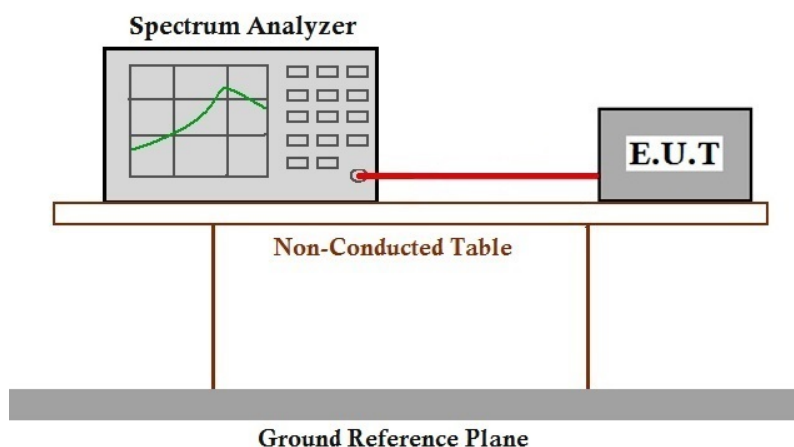 Spectrum Analyzer
E.U.T
Non-Conducted Table
Ground Reference Plane